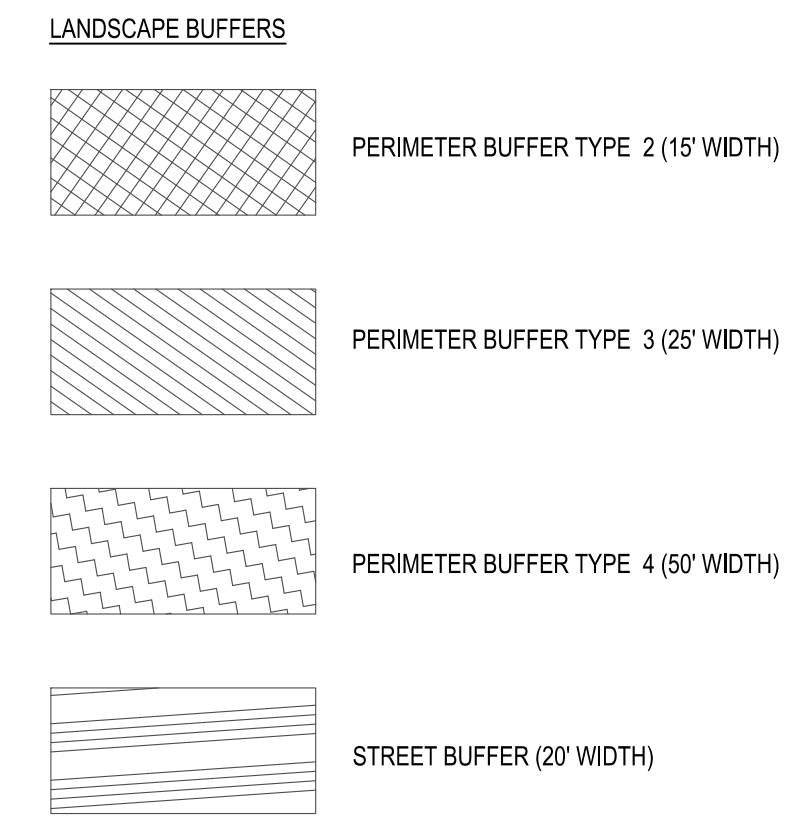 LANDSCAPE BUFFERS
PERIMETER BUFFER TYPE 2 (15' WIDTH)
PERIMETER BUFFER TYPE 3 (25' WIDTH)
PERIMETER BUFFER TYPE 4 (50' WIDTH)
STREET BUFFER (20' WIDTH)